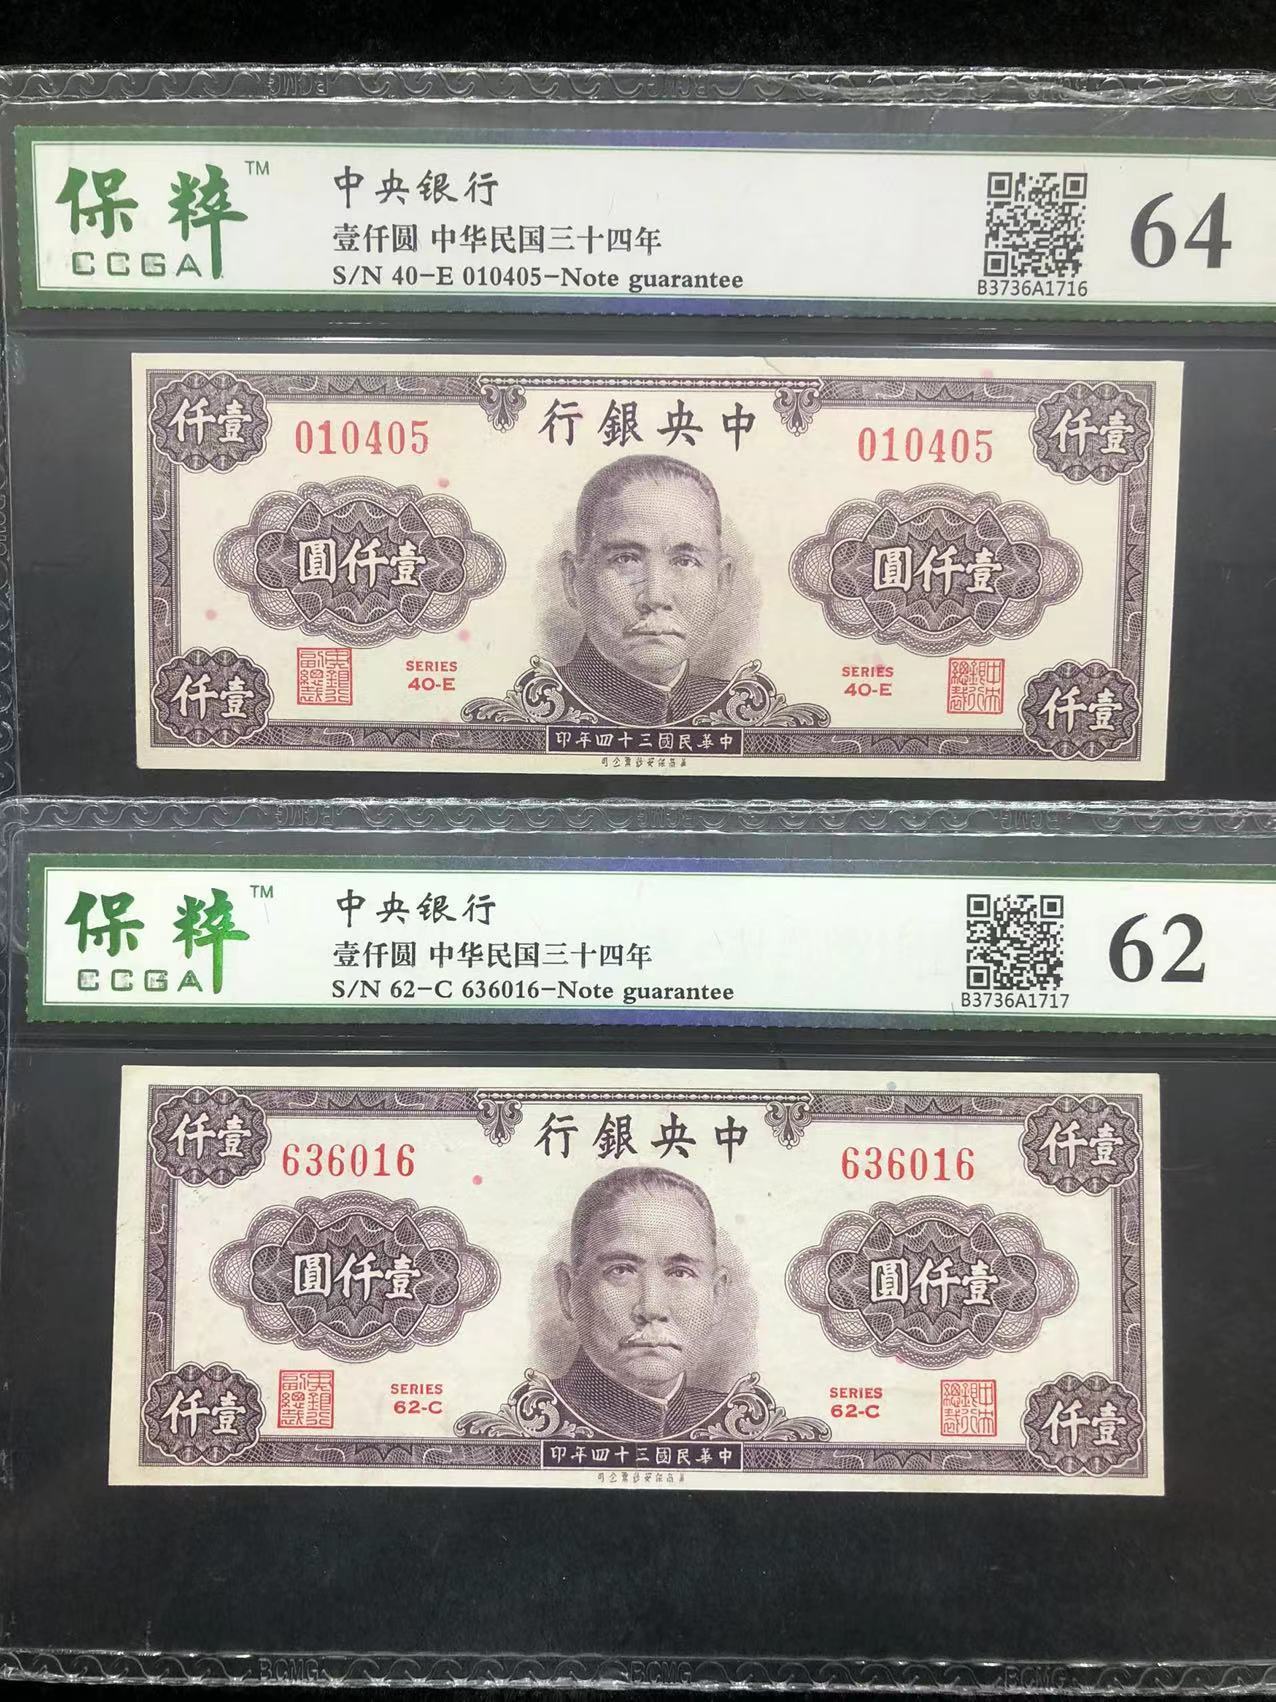 保粹™
CCGA
中央银行
壹仟圆 中华民国三十四年
S/N 40-E 010405-Note guarantee
B3736A1716
64
仟壹
行銀央中
仟壹
010405
010405
圓仟壹
圓仟壹
SERIES
40-E
SERIES
40-E
仟壹
仟壹
印年四十三國民華中
保粹™
CCGA
中央银行
壹仟圆 中华民国三十四年
S/N 62-C 636016-Note guarantee
B3736A1717
62
仟壹
行銀央中
仟壹
636016
636016
圓仟壹
圓仟壹
SERIES
62-C
SERIES
62-C
仟壹
仟壹
印年四十三國民華中
BCMG
BCMG